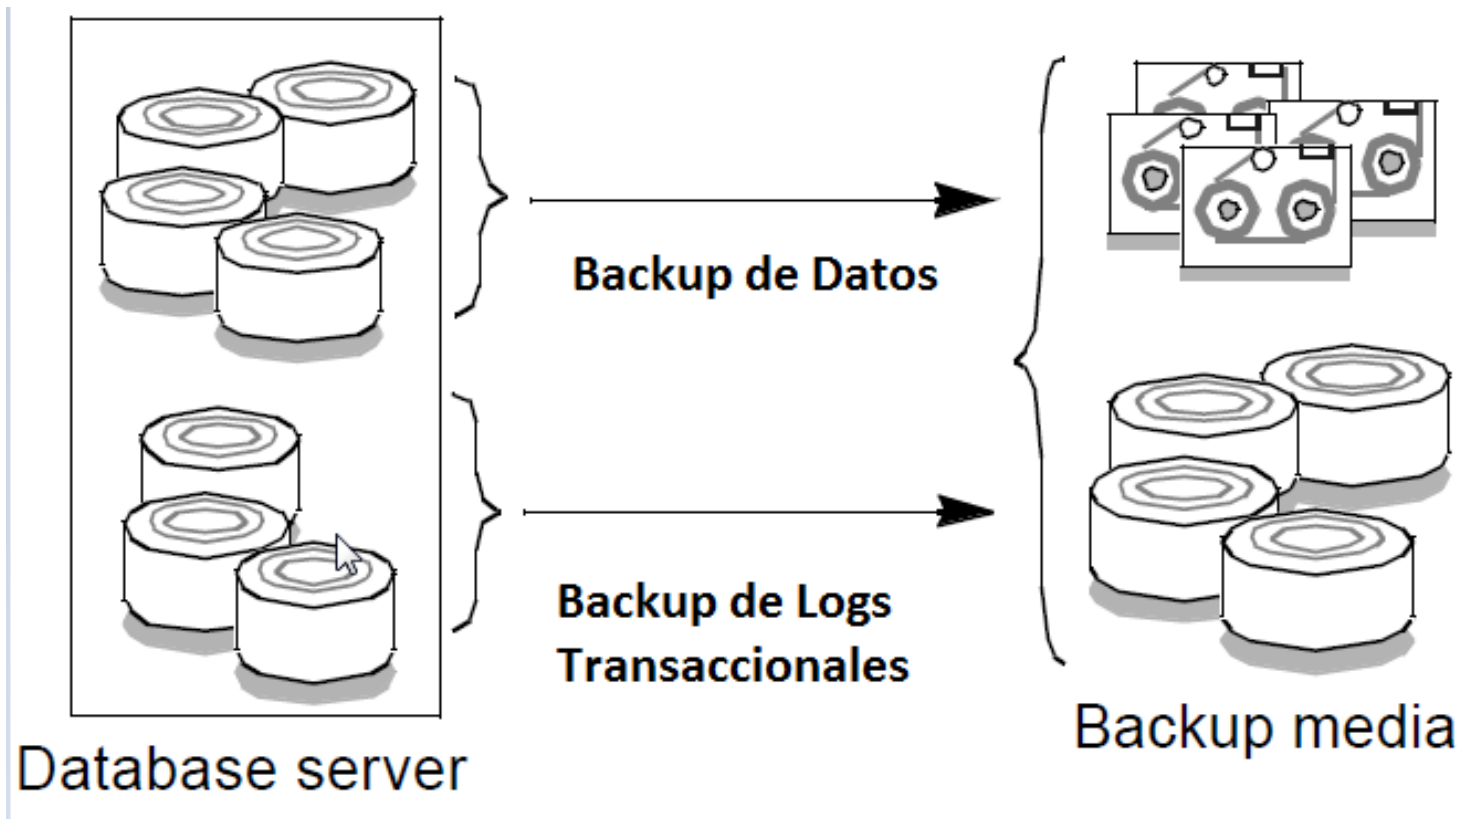 Backup de Datos
Backup de Logs
Transaccionales
Database server
Backup media